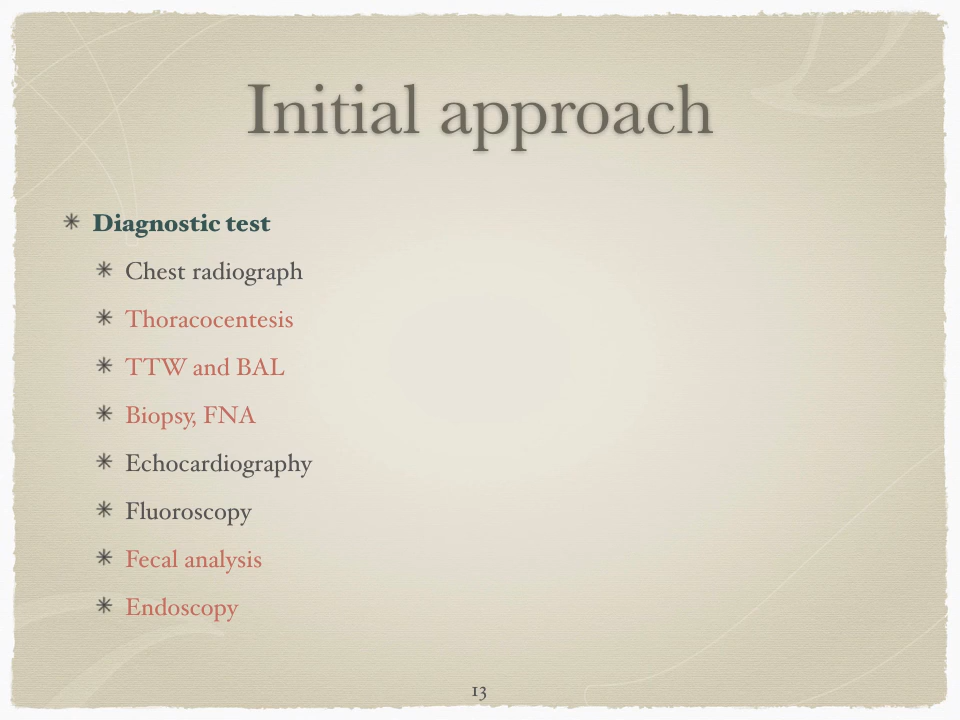 Initial approach
Diagnostic test
Chest radiograph
Thoracocentesis
TTW and BAL
Biopsy, FNA
Echocardiography
Fluoroscopy
Fecal analysis
Endoscopy
13